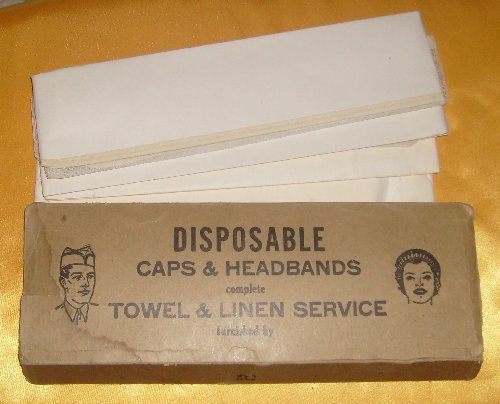 DISPOSABLE
CAPS & HEADBANDS
complete
TOWEL & LINEN SERVICE
furnished by